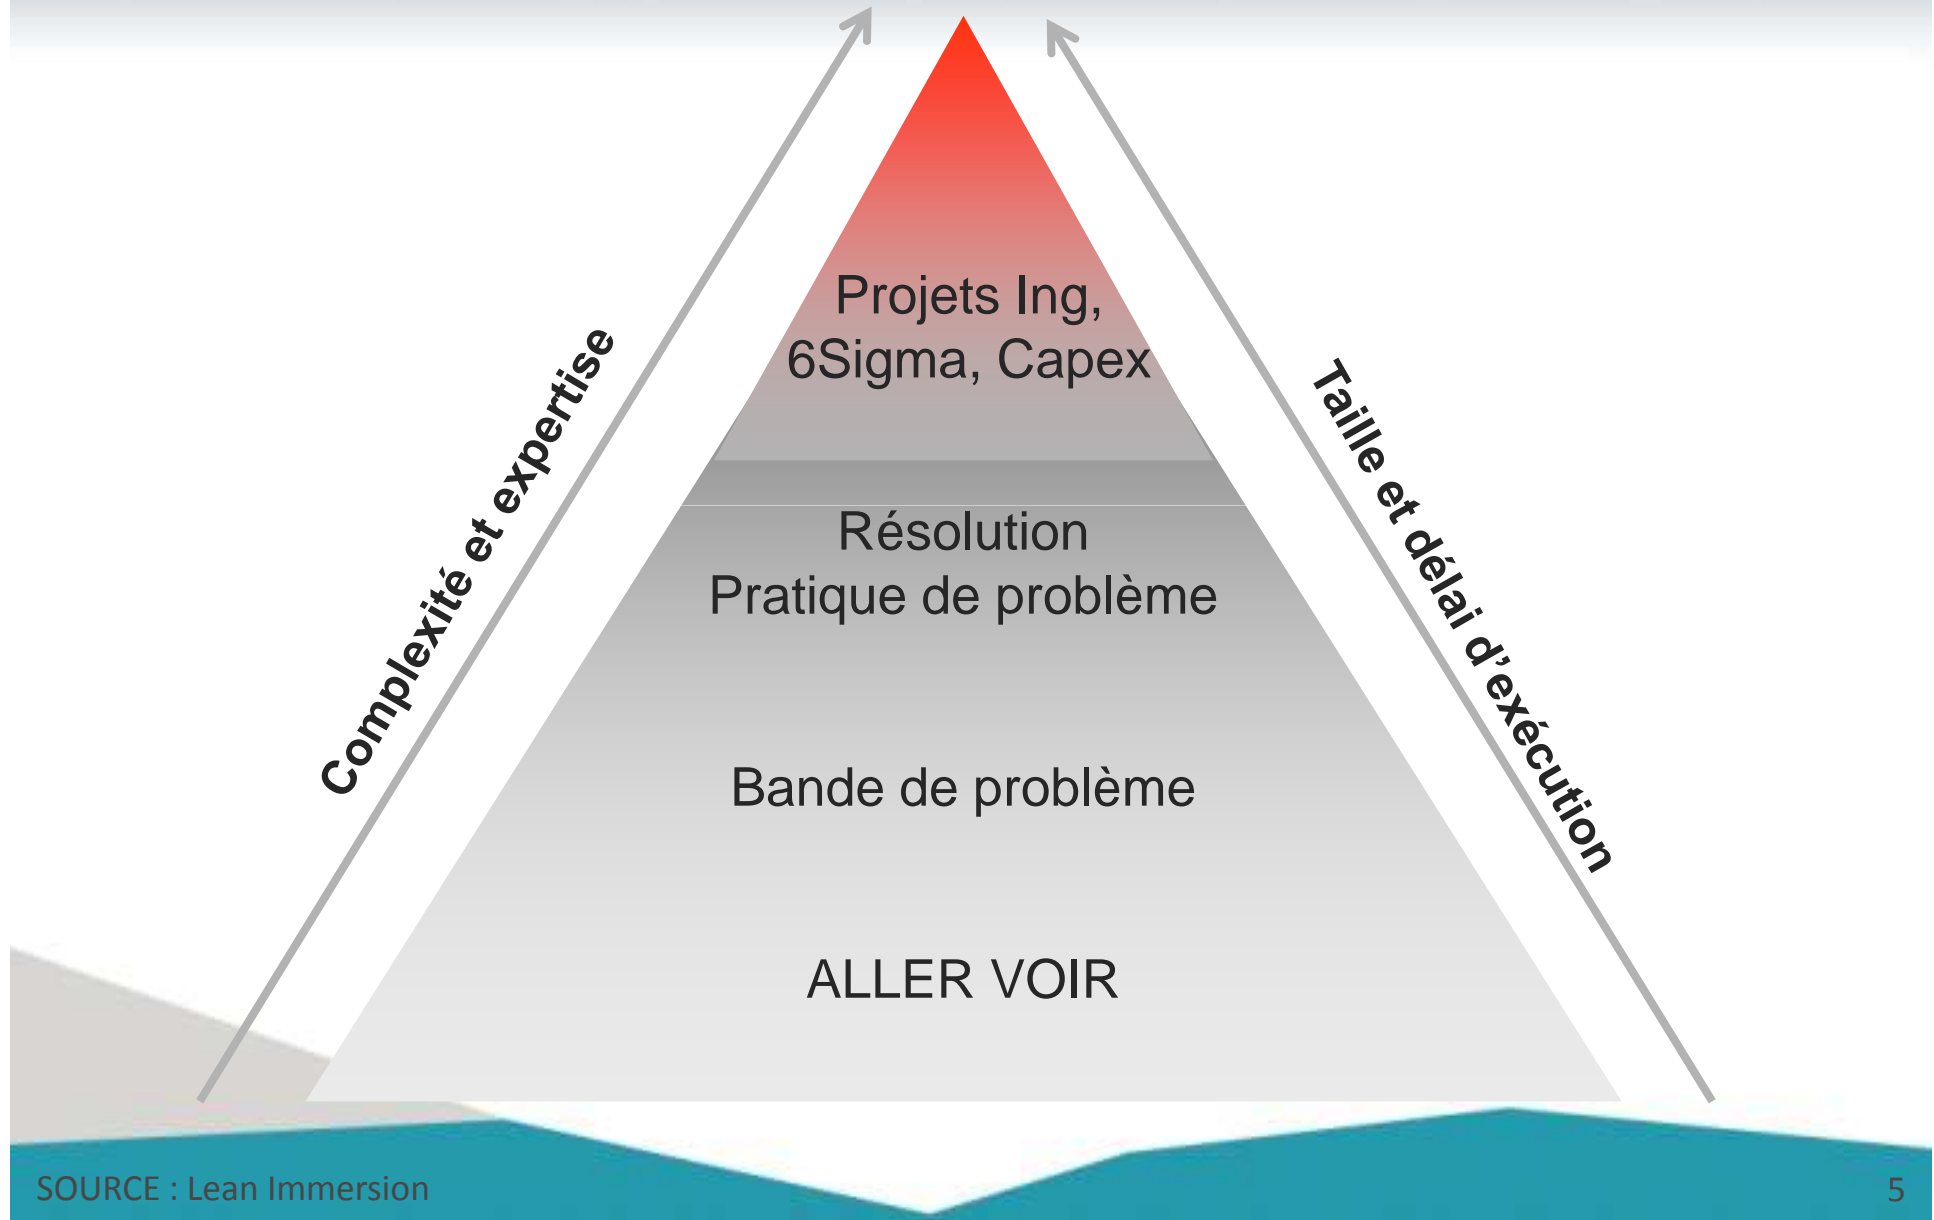 Projets Ing,
6Sigma, Capex
Complexité et expertise
Taille et délai d'exécution
Résolution
Pratique de problème
Bande de problème
ALLER VOIR
SOURCE : Lean Immersion
5